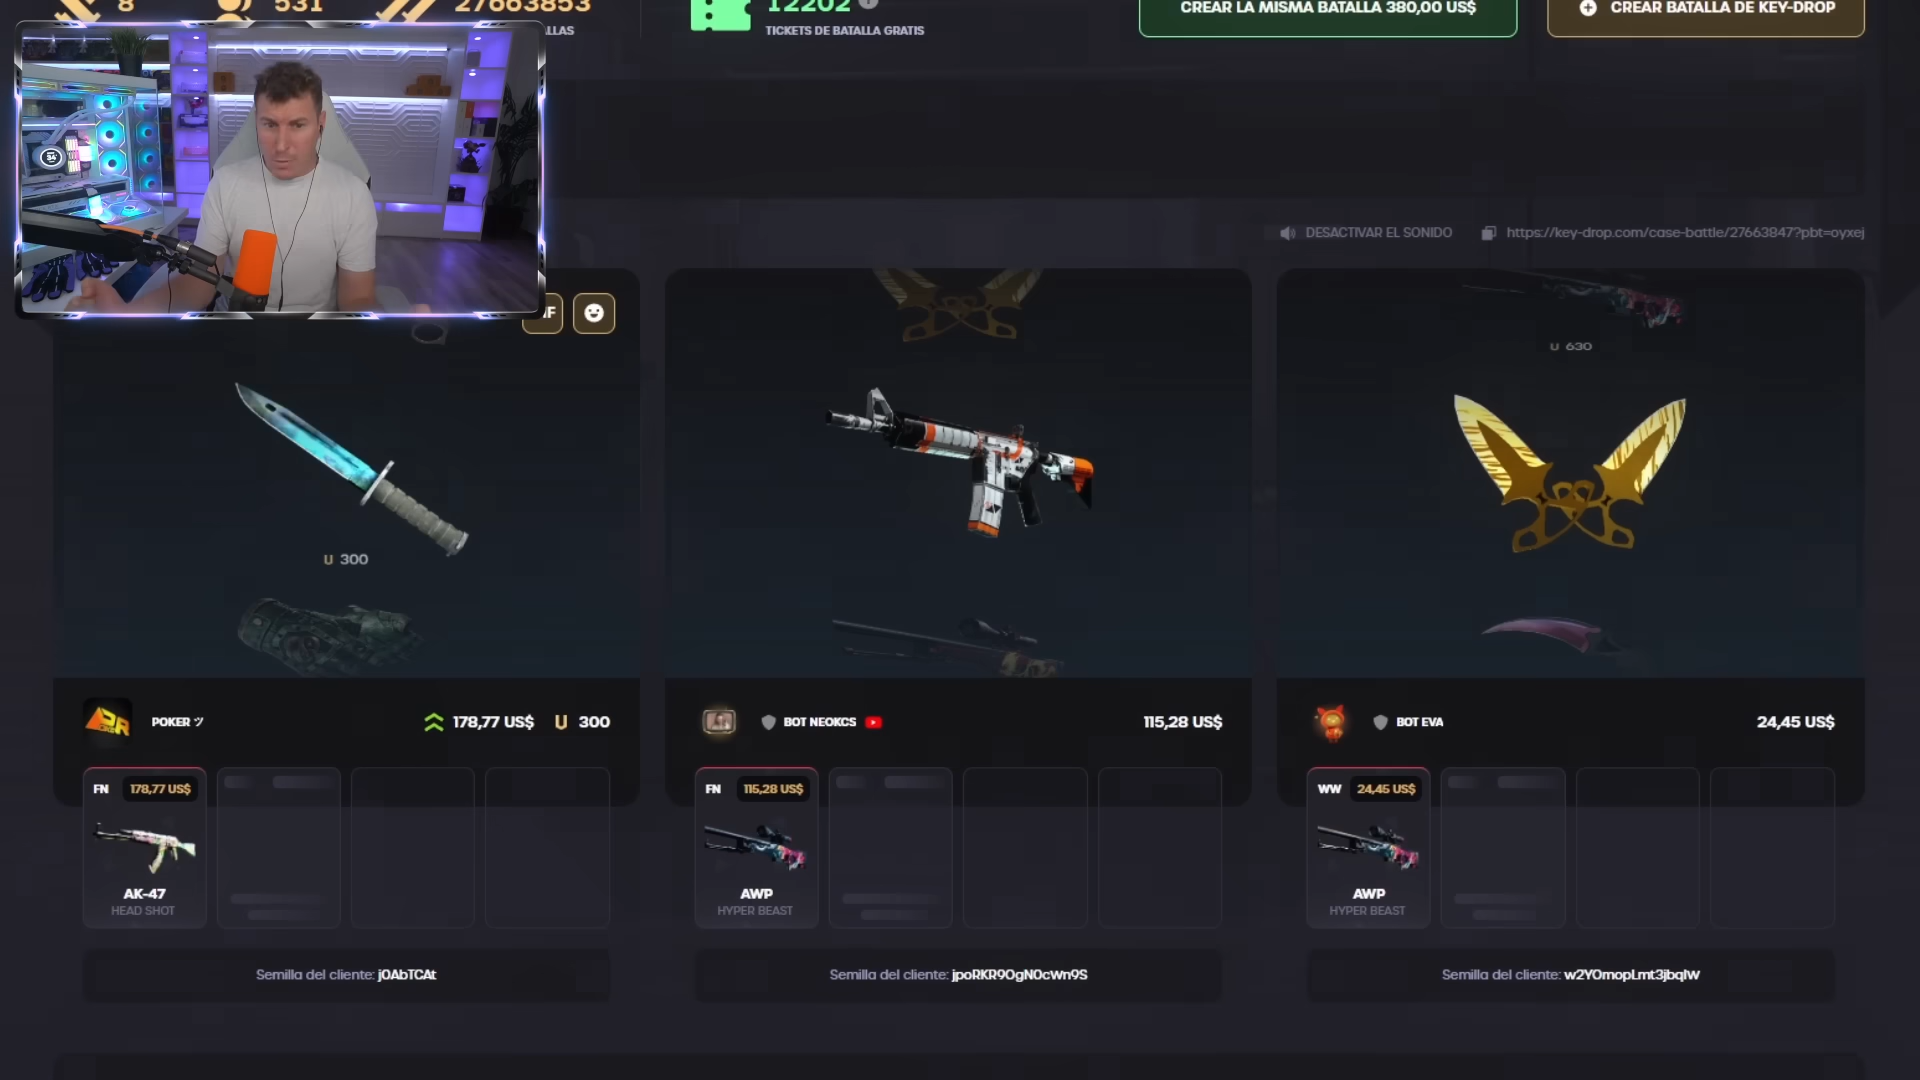 8
531
27663853
LLAS
12202
TICKETS DE BATALLA GRATIS
CREAR LA MISMA BATALLA 380,00 US$
CREAR BATALLA DE KEY-DROP
DESACTIVAR EL SONIDO
https://key-drop.com/case-battle/27663847?pbt=oyxej
U 300
U 630
POKER ツ
178,77 US$
U 300
BOT NEOKCS
115,28 US$
BOT EVA
24,45 US$
FN
178,77 US$
AK-47
HEAD SHOT
FN
115,28 US$
AWP
HYPER BEAST
WW
24,45 US$
AWP
HYPER BEAST
Semilla del cliente: j0AbTCAt
Semilla del cliente: jpoRKR9OgN0cWn9S
Semilla del cliente: w2Y0mopLmt3jbqIW